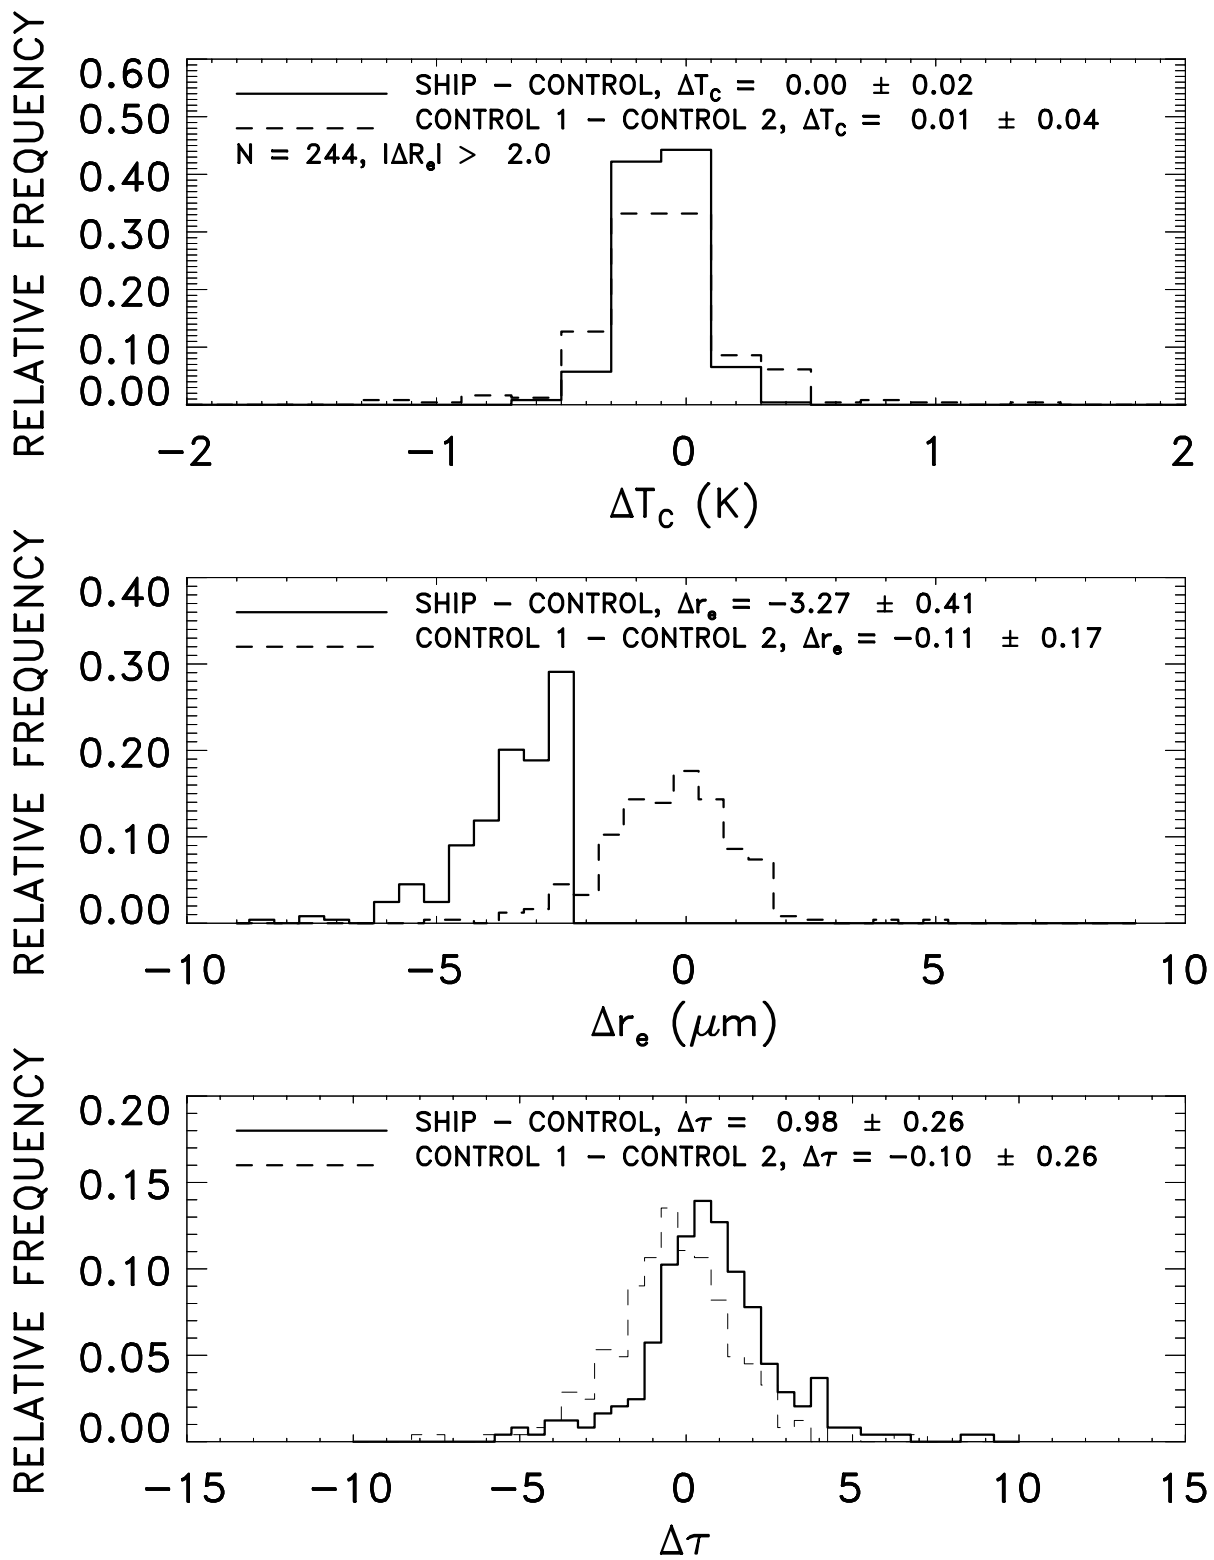 RELATIVE FREQUENCY
0.60
0.50
0.40
0.30
0.20
0.10
0.00
SHIP − CONTROL, ΔT_C = 0.00 ± 0.02
CONTROL 1 − CONTROL 2, ΔT_C = 0.01 ± 0.04
N = 244, |ΔR_e| > 2.0
−2 −1 0 1 2
ΔT_C (K)
RELATIVE FREQUENCY
0.40
0.30
0.20
0.10
0.00
SHIP − CONTROL, Δr_e = −3.27 ± 0.41
CONTROL 1 − CONTROL 2, Δr_e = −0.11 ± 0.17
−10 −5 0 5 10
Δr_e (μm)
RELATIVE FREQUENCY
0.20
0.15
0.10
0.05
0.00
SHIP − CONTROL, Δτ = 0.98 ± 0.26
CONTROL 1 − CONTROL 2, Δτ = −0.10 ± 0.26
−15 −10 −5 0 5 10 15
Δτ